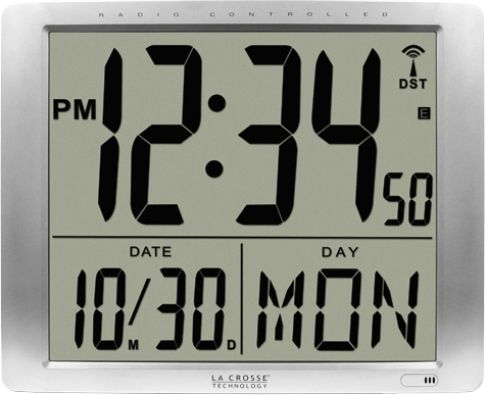 RADIO CONTROLLED
DST
PM 12:34 E
50
DATE DAY
10/30 MON
M D
LA CROSSE
TECHNOLOGY